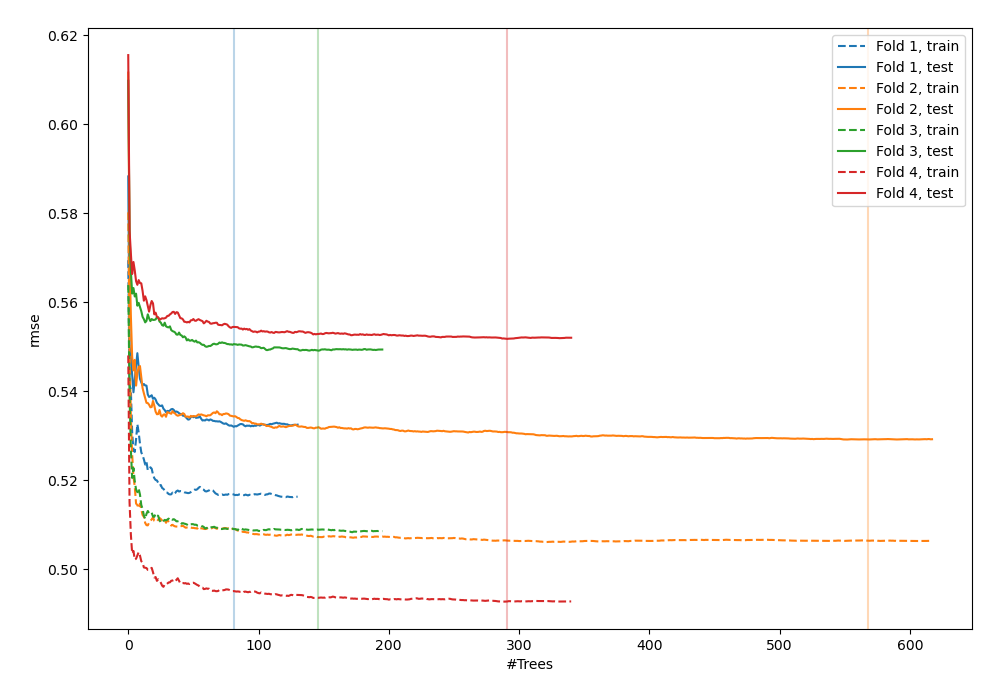 0.62
0.60
0.58
0.56
0.54
0.52
0.50
rmse
0
100
200
300
400
500
600
#Trees
Fold 1, train
Fold 1, test
Fold 2, train
Fold 2, test
Fold 3, train
Fold 3, test
Fold 4, train
Fold 4, test